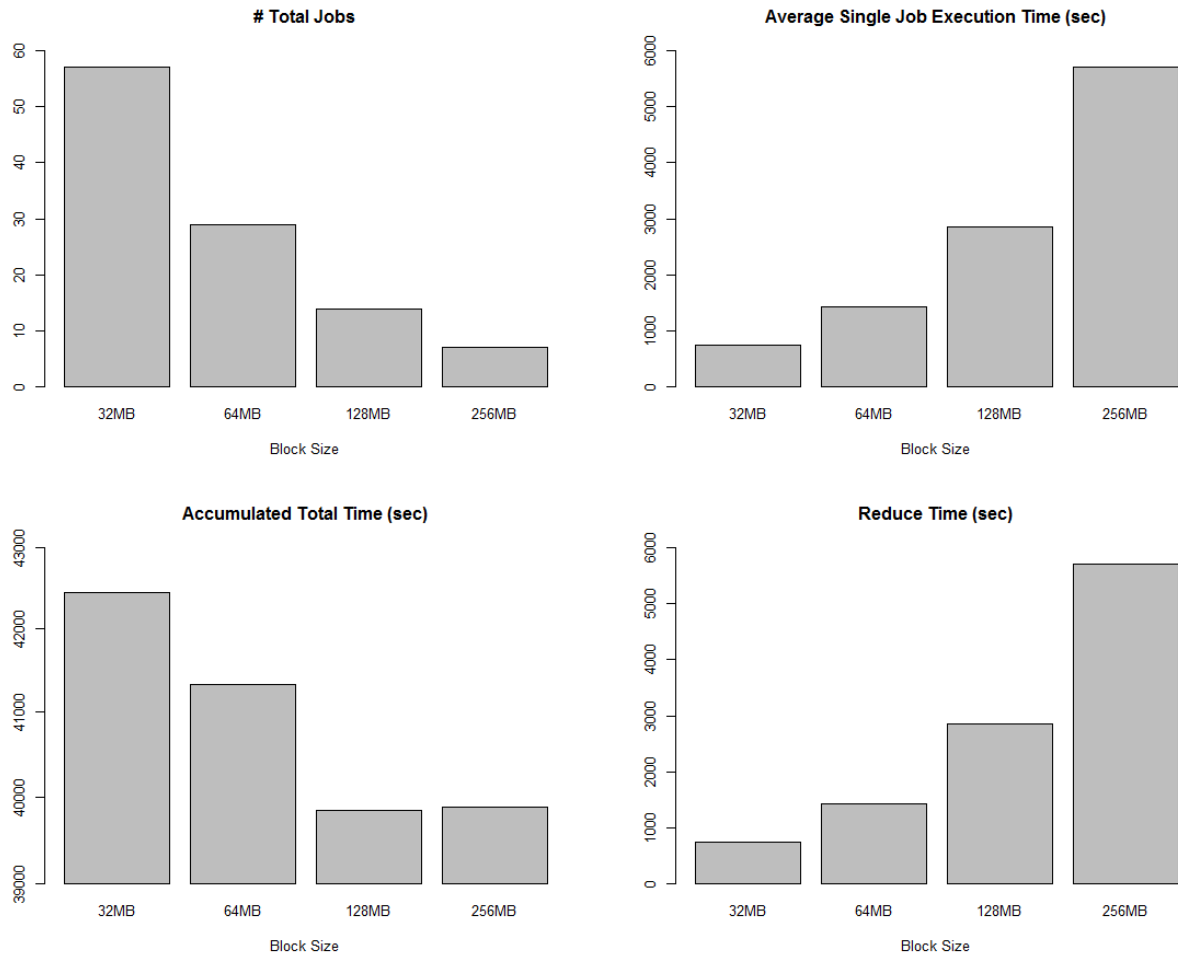 # Total Jobs
60
50
40
30
20
10
0
32MB 64MB 128MB 256MB
Block Size
Average Single Job Execution Time (sec)
6000
5000
4000
3000
2000
1000
0
32MB 64MB 128MB 256MB
Block Size
Accumulated Total Time (sec)
43000
42000
41000
40000
39000
32MB 64MB 128MB 256MB
Block Size
Reduce Time (sec)
6000
5000
4000
3000
2000
1000
0
32MB 64MB 128MB 256MB
Block Size